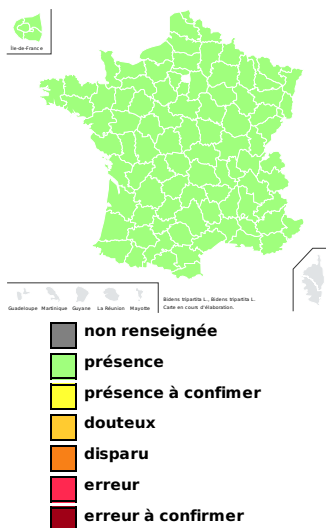 Île-de-France
Guadeloupe Martinique Guyane La Réunion Mayotte
Bidens tripartita L., Bidens tripartita L.
Carte en cours d'élaboration.
non renseignée
présence
présence à confimer
douteux
disparu
erreur
erreur à confirmer